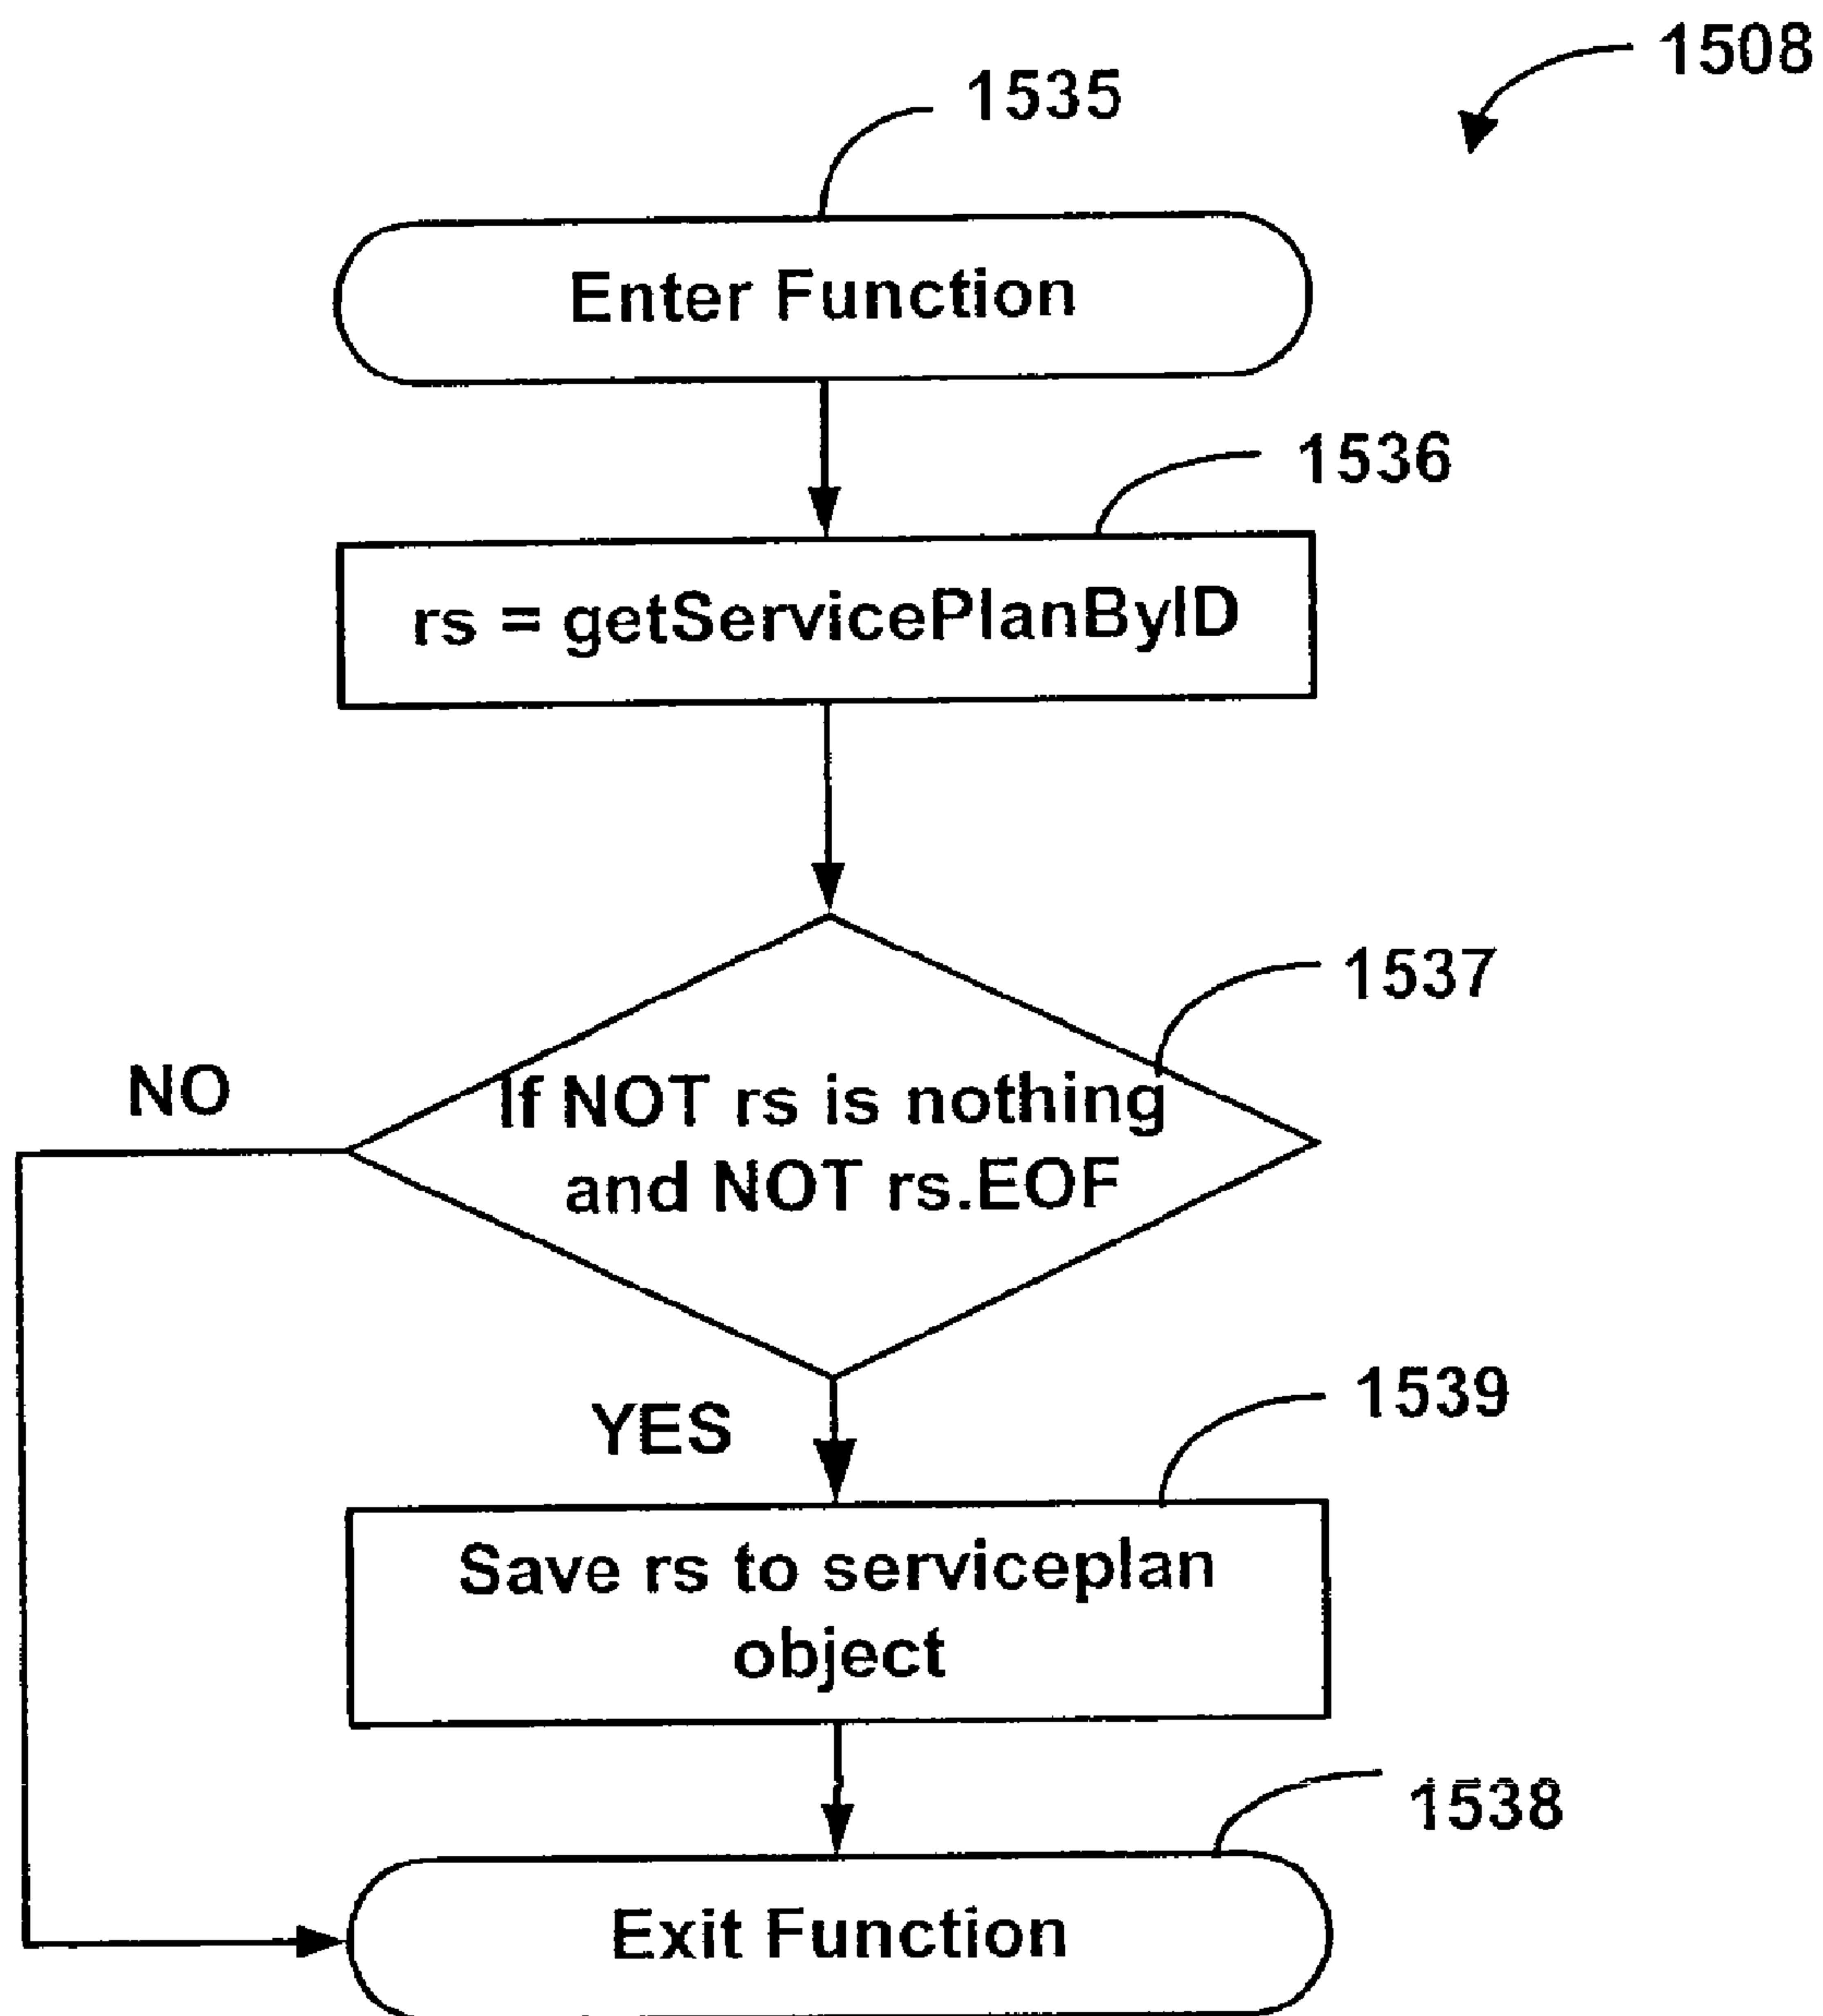 1508
1535
Enter Function
1536
rs = getServicePlanByID
1537
NO
If NOT rs is nothing
and NOT rs.EOF
1539
YES
Save rs to serviceplan
object
1538
Exit Function